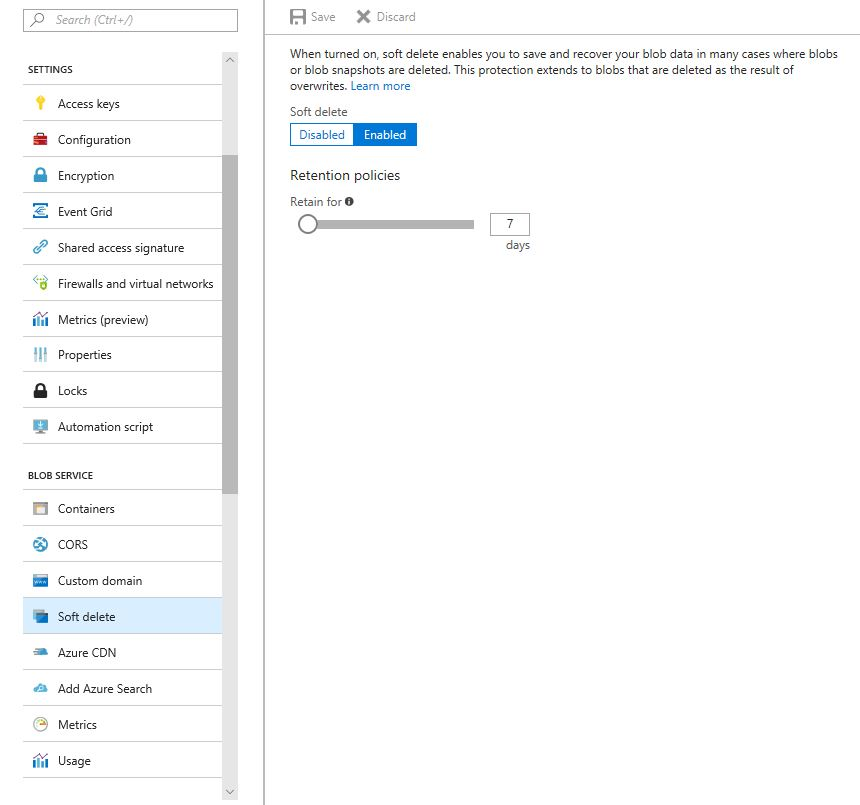 Search (Ctrl+/)
SETTINGS
Access keys
Configuration
Encryption
Event Grid
Shared access signature
Firewalls and virtual networks
Metrics (preview)
Properties
Locks
Automation script
BLOB SERVICE
Containers
CORS
Custom domain
Soft delete
Azure CDN
Add Azure Search
Metrics
Usage
Save Discard
When turned on, soft delete enables you to save and recover your blob data in many cases where blobs
or blob snapshots are deleted. This protection extends to blobs that are deleted as the result of
overwrites. Learn more
Soft delete
Disabled Enabled
Retention policies
Retain for
7
days